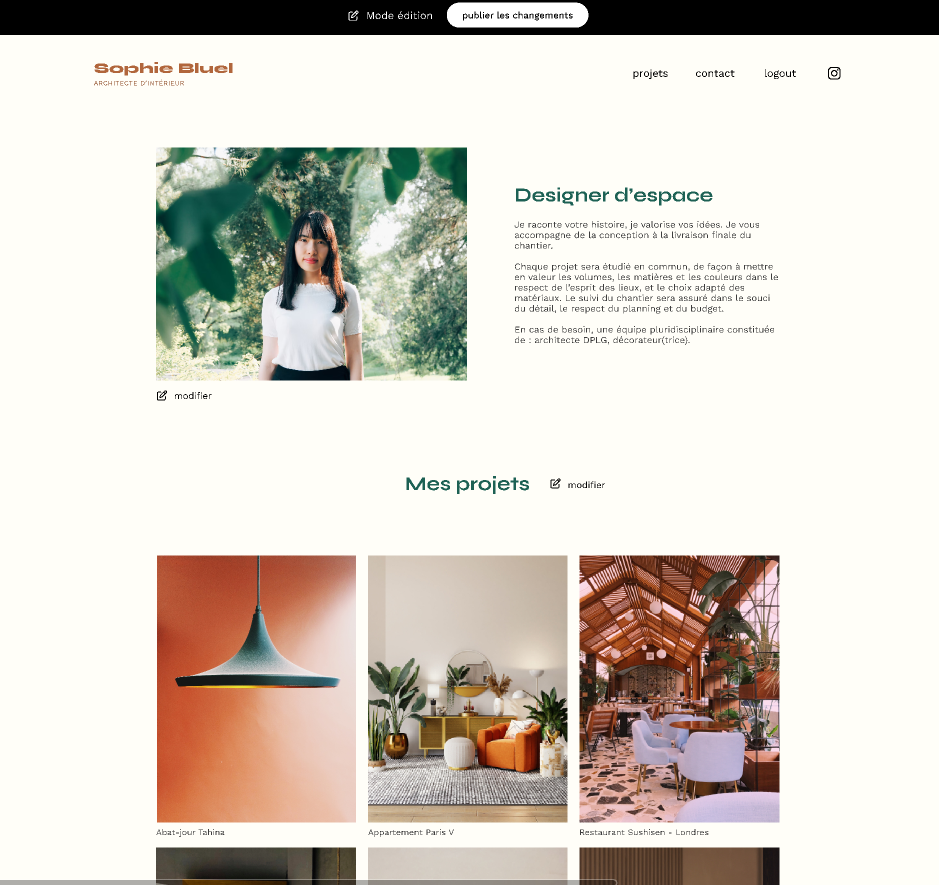 Mode édition
publier les changements
Sophie Bluel
ARCHITECTE D'INTÉRIEUR
projets
contact
logout
Designer d'espace
Je raconte votre histoire, je valorise vos idées. Je vous
accompagne de la conception à la livraison finale du
chantier.
Chaque projet sera étudié en commun, de façon à mettre
en valeur les volumes, les matières et les couleurs dans le
respect de l'esprit des lieux, et le choix adapté des
matériaux. Le suivi du chantier sera assuré dans le souci
du détail, le respect du planning et du budget.
En cas de besoin, une équipe pluridisciplinaire constituée
de : architecte DPLG, décorateur(trice).
modifier
Mes projets
modifier
Abat-jour Tahina
Appartement Paris V
Restaurant Sushisen - Londres